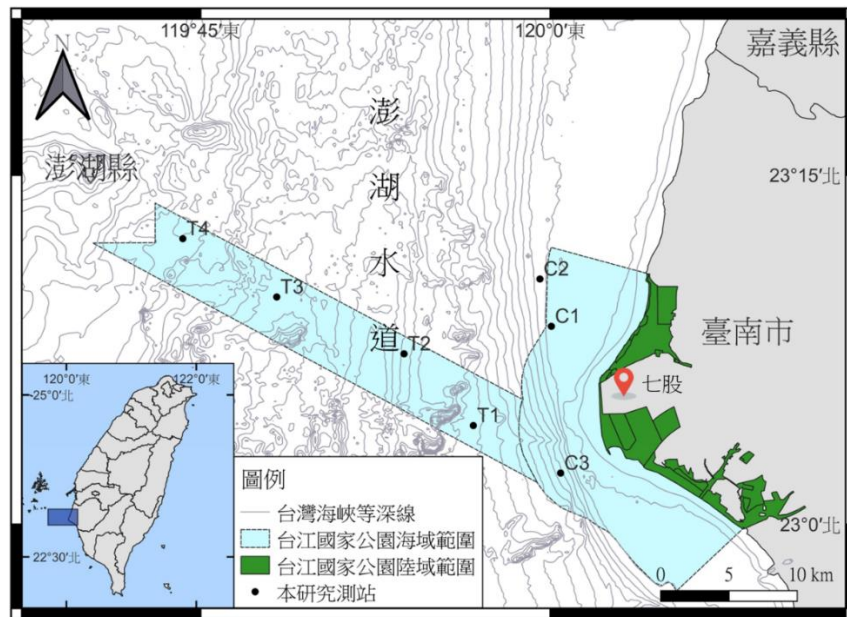 119°45'東
120°0'東
N
嘉義縣
澎湖水道
澎湖縣
23°15'北
T4
C2
T3
C1
臺南市
T2
七股
120°0'東
122°0'東
25°0'北
T1
圖例
C3
台灣海峽等深線
台江國家公園海域範圍
23°0'北
22°30'北
台江國家公園陸域範圍
0 5 10 km
本研究測站